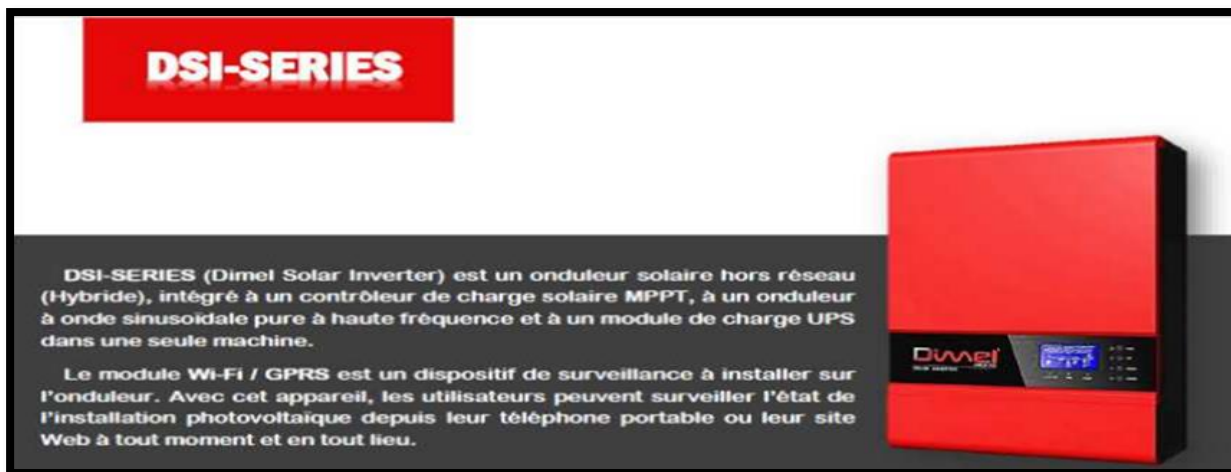 DSI-SERIES
DSI-SERIES (Dimel Solar Inverter) est un onduleur solaire hors réseau
(Hybride), intégré à un contrôleur de charge solaire MPPT, à un onduleur
à onde sinusoïdale pure à haute fréquence et à un module de charge UPS
dans une seule machine.
Le module Wi-Fi / GPRS est un dispositif de surveillance à installer sur
l'onduleur. Avec cet appareil, les utilisateurs peuvent surveiller l'état de
l'installation photovoltaïque depuis leur téléphone portable ou leur site
Web à tout moment et en tout lieu.
Dimel